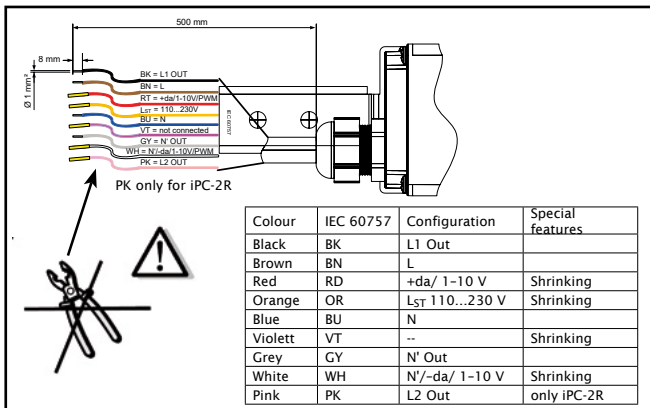 500 mm
8 mm
Ø 1 mm²
BK = L1 OUT
BN = L
RT = +da/1-10V/PWM
LST = 110...230V
BU = N
VT = not connected
GY = N' OUT
WH = N'/-da/1-10V/PWM
PK = L2 OUT
IEC 60757
PK only for iPC-2R
Colour IEC 60757 Configuration Special features
Black BK L1 Out
Brown BN L
Red RD +da/ 1–10 V Shrinking
Orange OR LST 110...230 V Shrinking
Blue BU N
Violett VT -- Shrinking
Grey GY N' Out
White WH N'/–da/ 1–10 V Shrinking
Pink PK L2 Out only iPC-2R